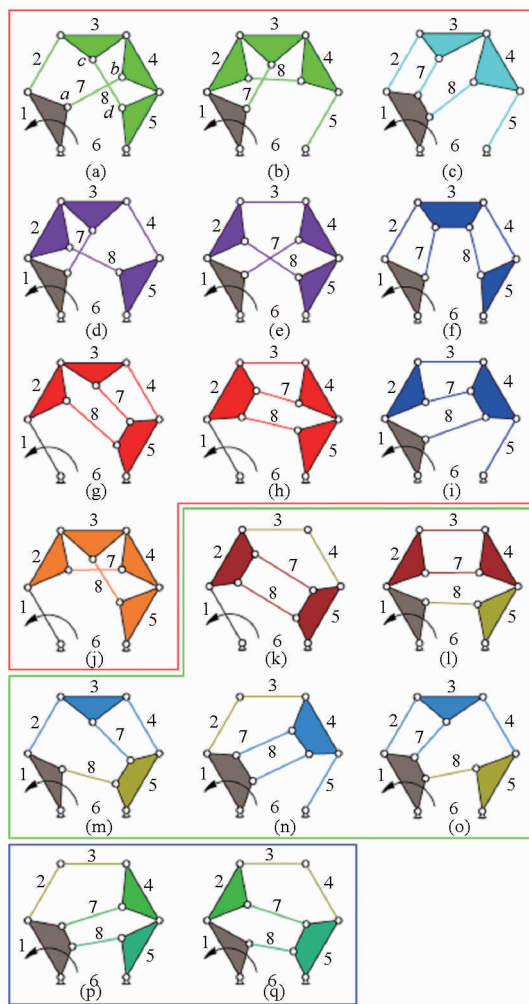 3 3 3
2 c b 4 2 4 2 4
a 7 8 7 8 7 8
1 d 5 5 1 5
6 6 6
(a) (b) (c)
3 3 3
2 7 4 2 4 2 4
8 7 8 7 8
1 5 1 5 1 5
6 6 6
(d) (e) (f)
3 3 3
2 7 4 2 7 4 2 7 4
8 8 8
1 5 5 1 5
6 6 6
(g) (h) (i)
3 3 3
2 7 4 2 7 4 2 7 4
8 8 8
1 5 1 5 1 5
6 6 6
(j) (k) (l)
3 3 3
2 7 4 2 7 4 2 7 4
8 8 8
1 5 1 5 1 5
6 6 6
(m) (n) (o)
3 3
2 7 4 2 7 4
8 8
1 5 1 5
6 6
(p) (q)